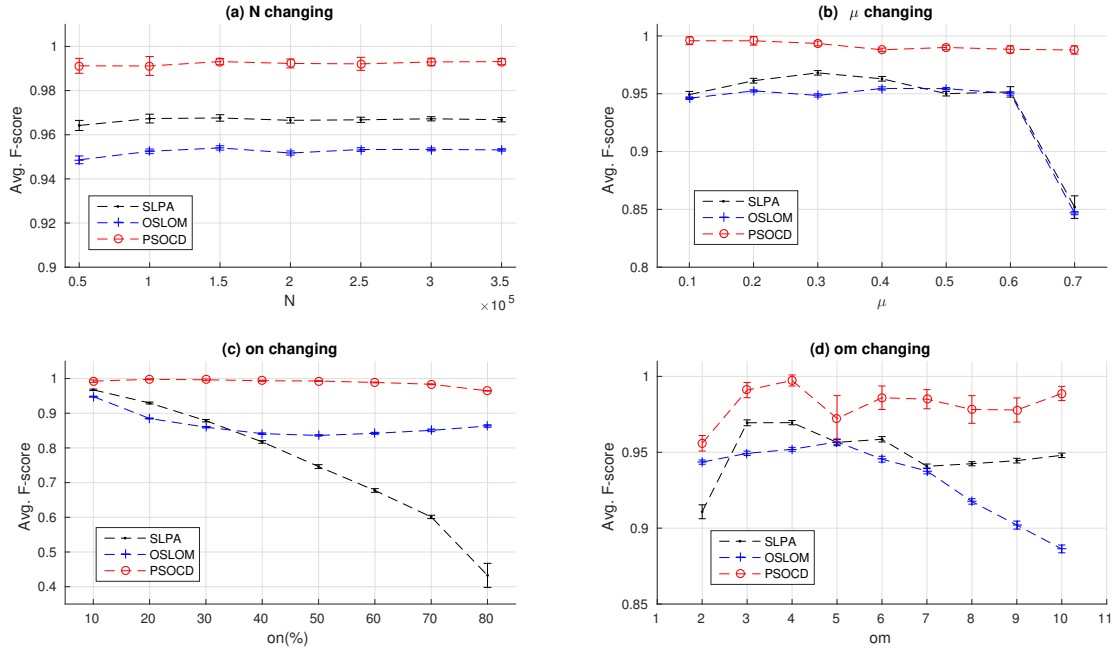 (a) N changing
1
0.98
0.96
0.94
0.92
0.9
Avg. F-score
SLPA
OSLOM
PSOCD
0.5 1 1.5 2 2.5 3 3.5
×10^5
N
(b) μ changing
1
0.95
0.9
0.85
0.8
Avg. F-score
SLPA
OSLOM
PSOCD
0.1 0.2 0.3 0.4 0.5 0.6 0.7
μ
(c) on changing
1
0.9
0.8
0.7
0.6
0.5
0.4
Avg. F-score
SLPA
OSLOM
PSOCD
10 20 30 40 50 60 70 80
on(%)
(d) om changing
1
0.95
0.9
0.85
Avg. F-score
SLPA
OSLOM
PSOCD
1 2 3 4 5 6 7 8 9 10 11
om